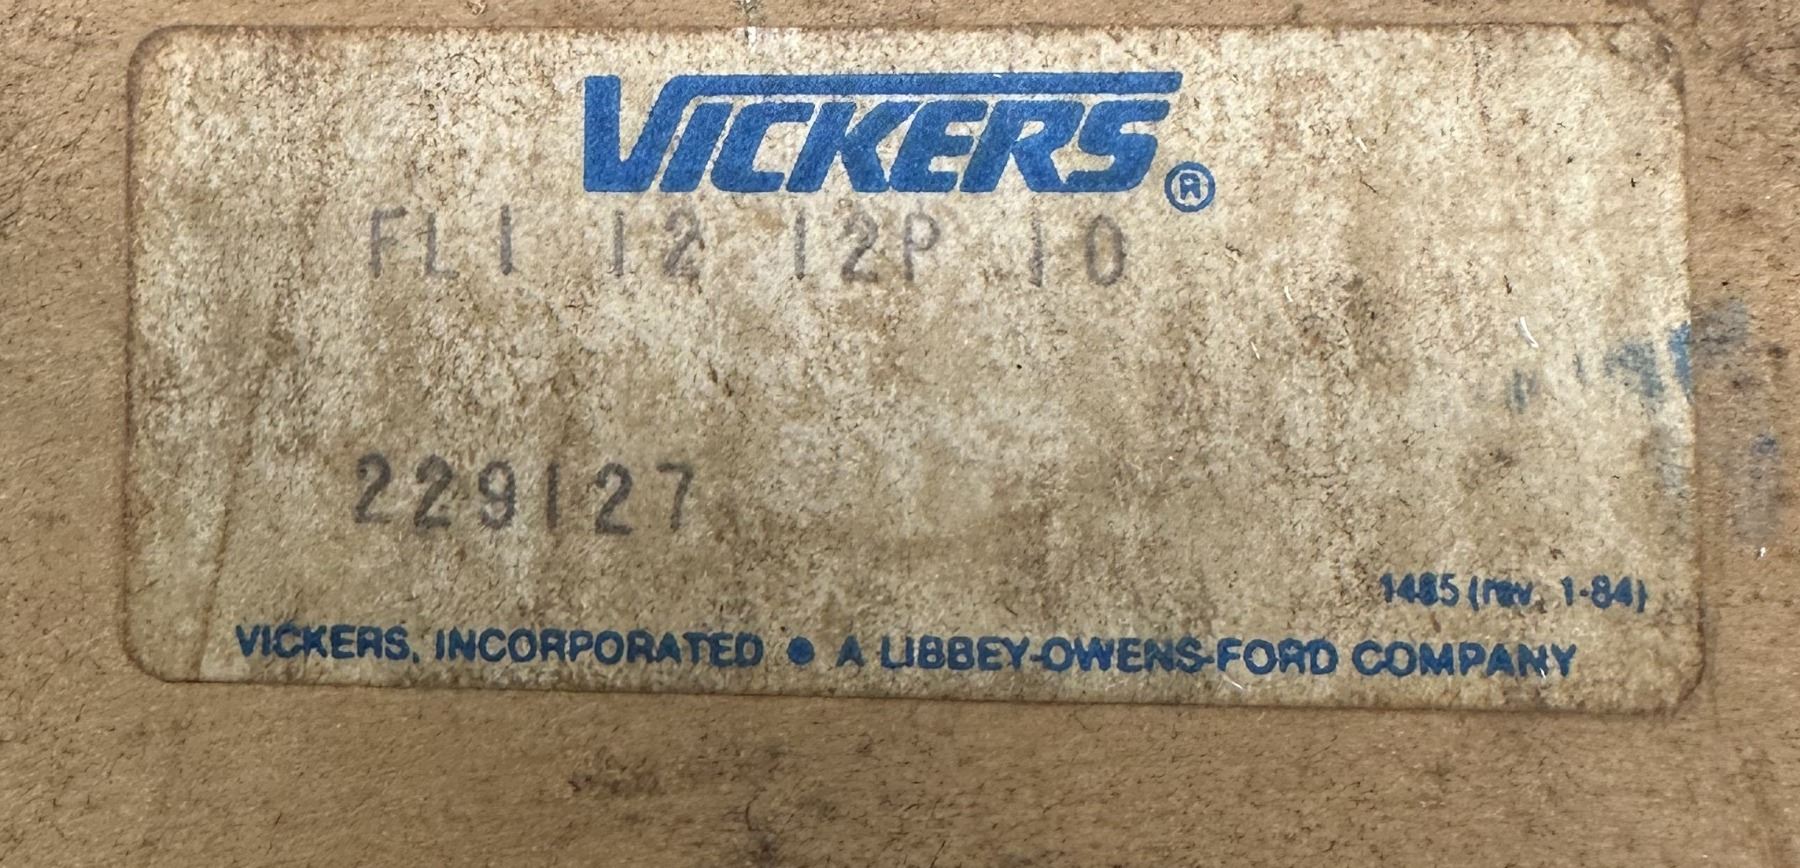 VICKERS®
FL1 12 12P 10
229127
1485 (rev. 1-84)
VICKERS, INCORPORATED • A LIBBEY-OWENS-FORD COMPANY